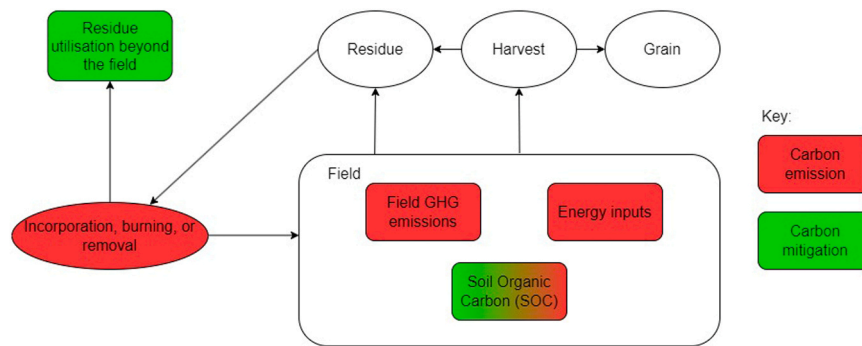 Residue
utilisation beyond
the field
Residue
Harvest
Grain
Key:
Carbon
emission
Carbon
mitigation
Field
Field GHG
emissions
Energy inputs
Soil Organic
Carbon (SOC)
Incorporation, burning, or
removal